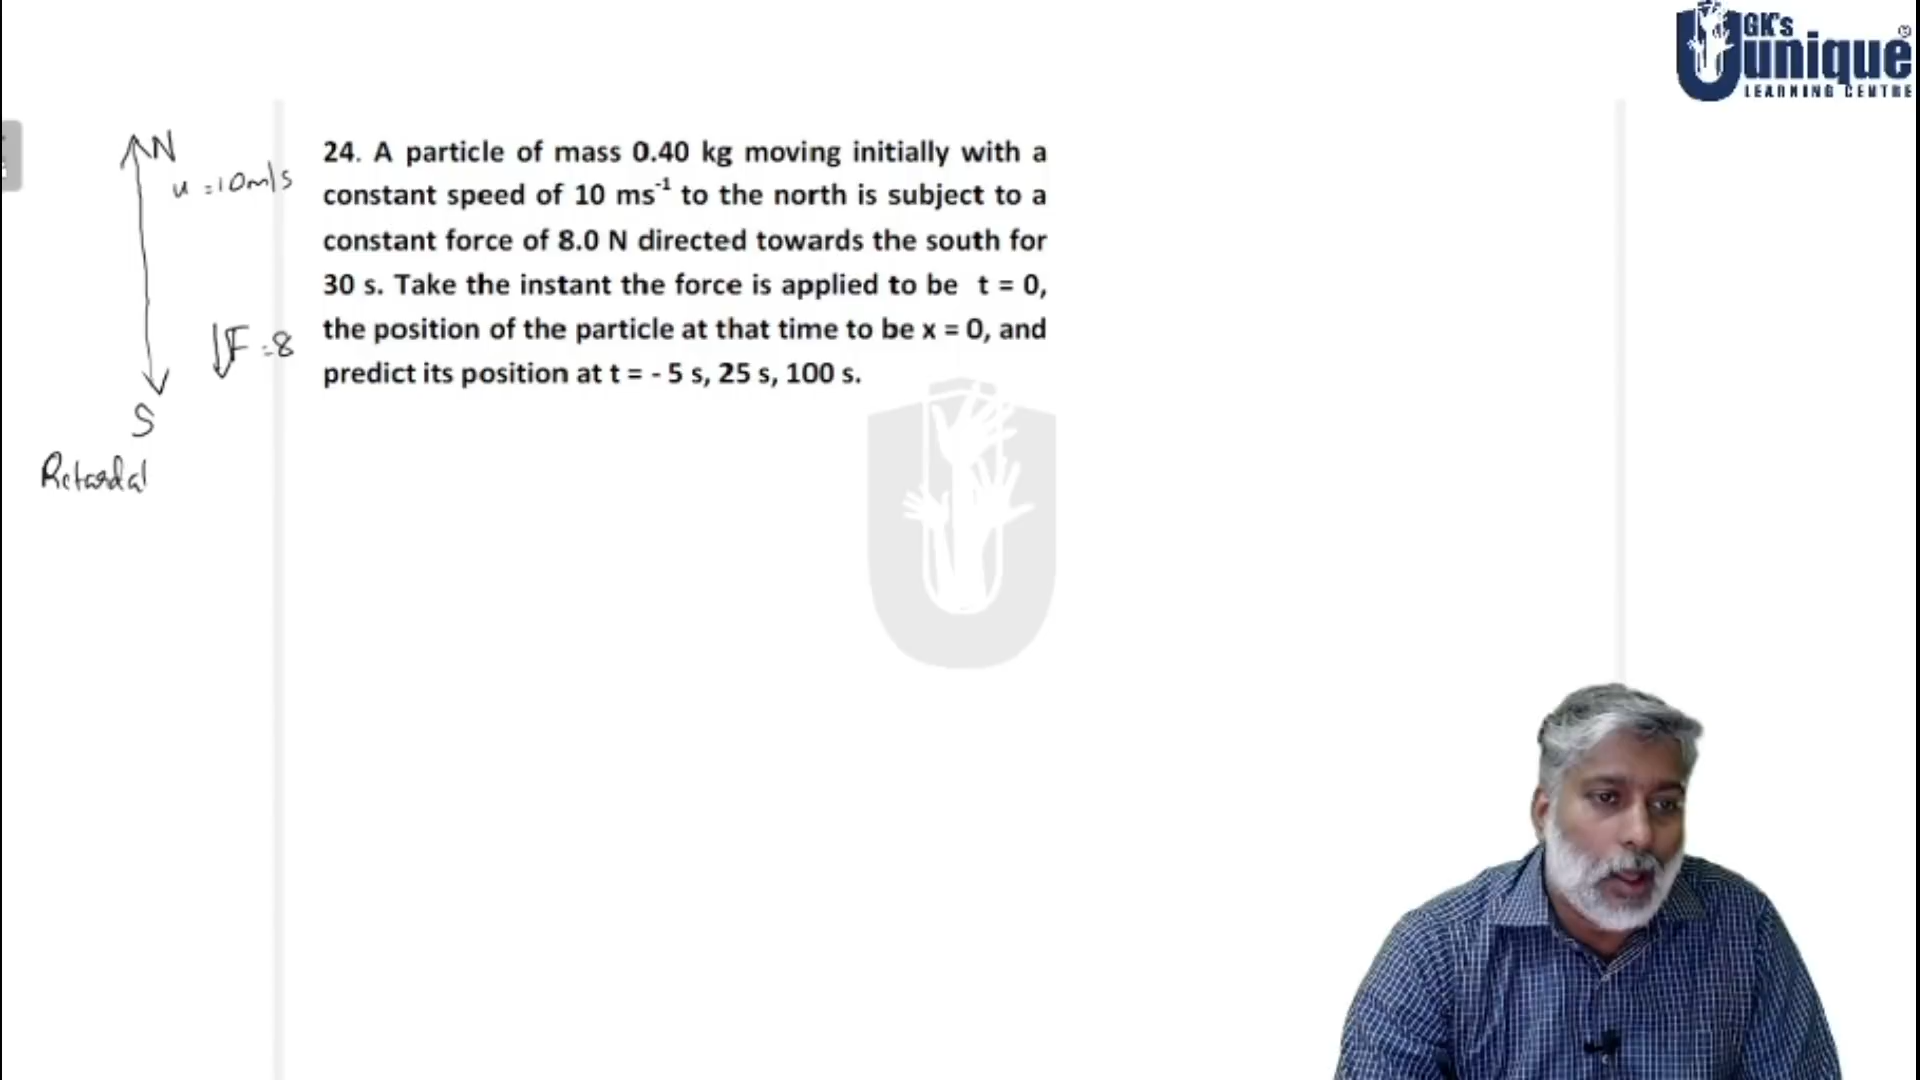 GK's
unique
LEARNING CENTRE
N
u = 10m/s
↓F = 8
S
Retardal
24. A particle of mass 0.40 kg moving initially with a
constant speed of 10 ms⁻¹ to the north is subject to a
constant force of 8.0 N directed towards the south for
30 s. Take the instant the force is applied to be t = 0,
the position of the particle at that time to be x = 0, and
predict its position at t = - 5 s, 25 s, 100 s.